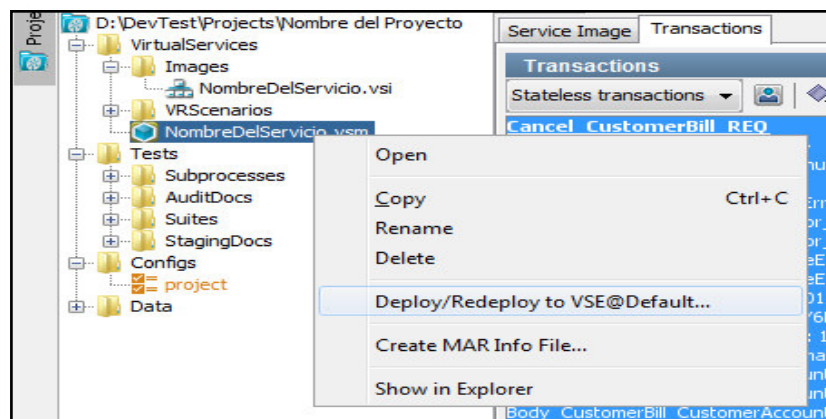 Proje
D:\DevTest\Projects\Nombre del Proyecto
VirtualServices
Images
NombreDelServicio.vsi
VRScenarios
NombreDelServicio.vsm
Tests
Subprocesses
AuditDocs
Suites
StagingDocs
Configs
project
Data
Service Image
Transactions
Transactions
Stateless transactions
Cancel_CustomerBill_REQ
Open
Copy Ctrl+C
Rename
Delete
Deploy/Redeploy to VSE@Default...
Create MAR Info File...
Show in Explorer
Body_CustomerBill_CustomerAccount